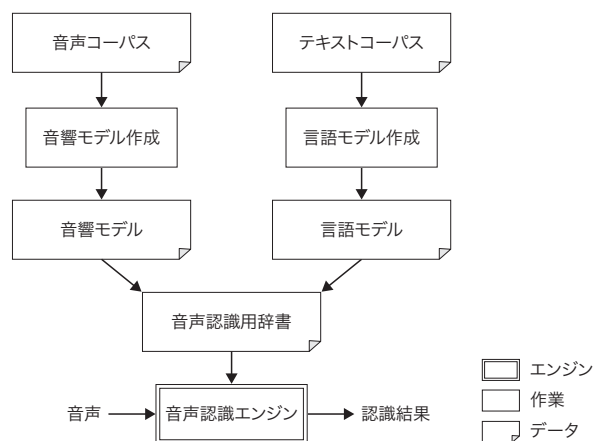 音声コーパス
テキストコーパス
音響モデル作成
言語モデル作成
音響モデル
言語モデル
音声認識用辞書
音声
音声認識エンジン
認識結果
エンジン
作業
データ